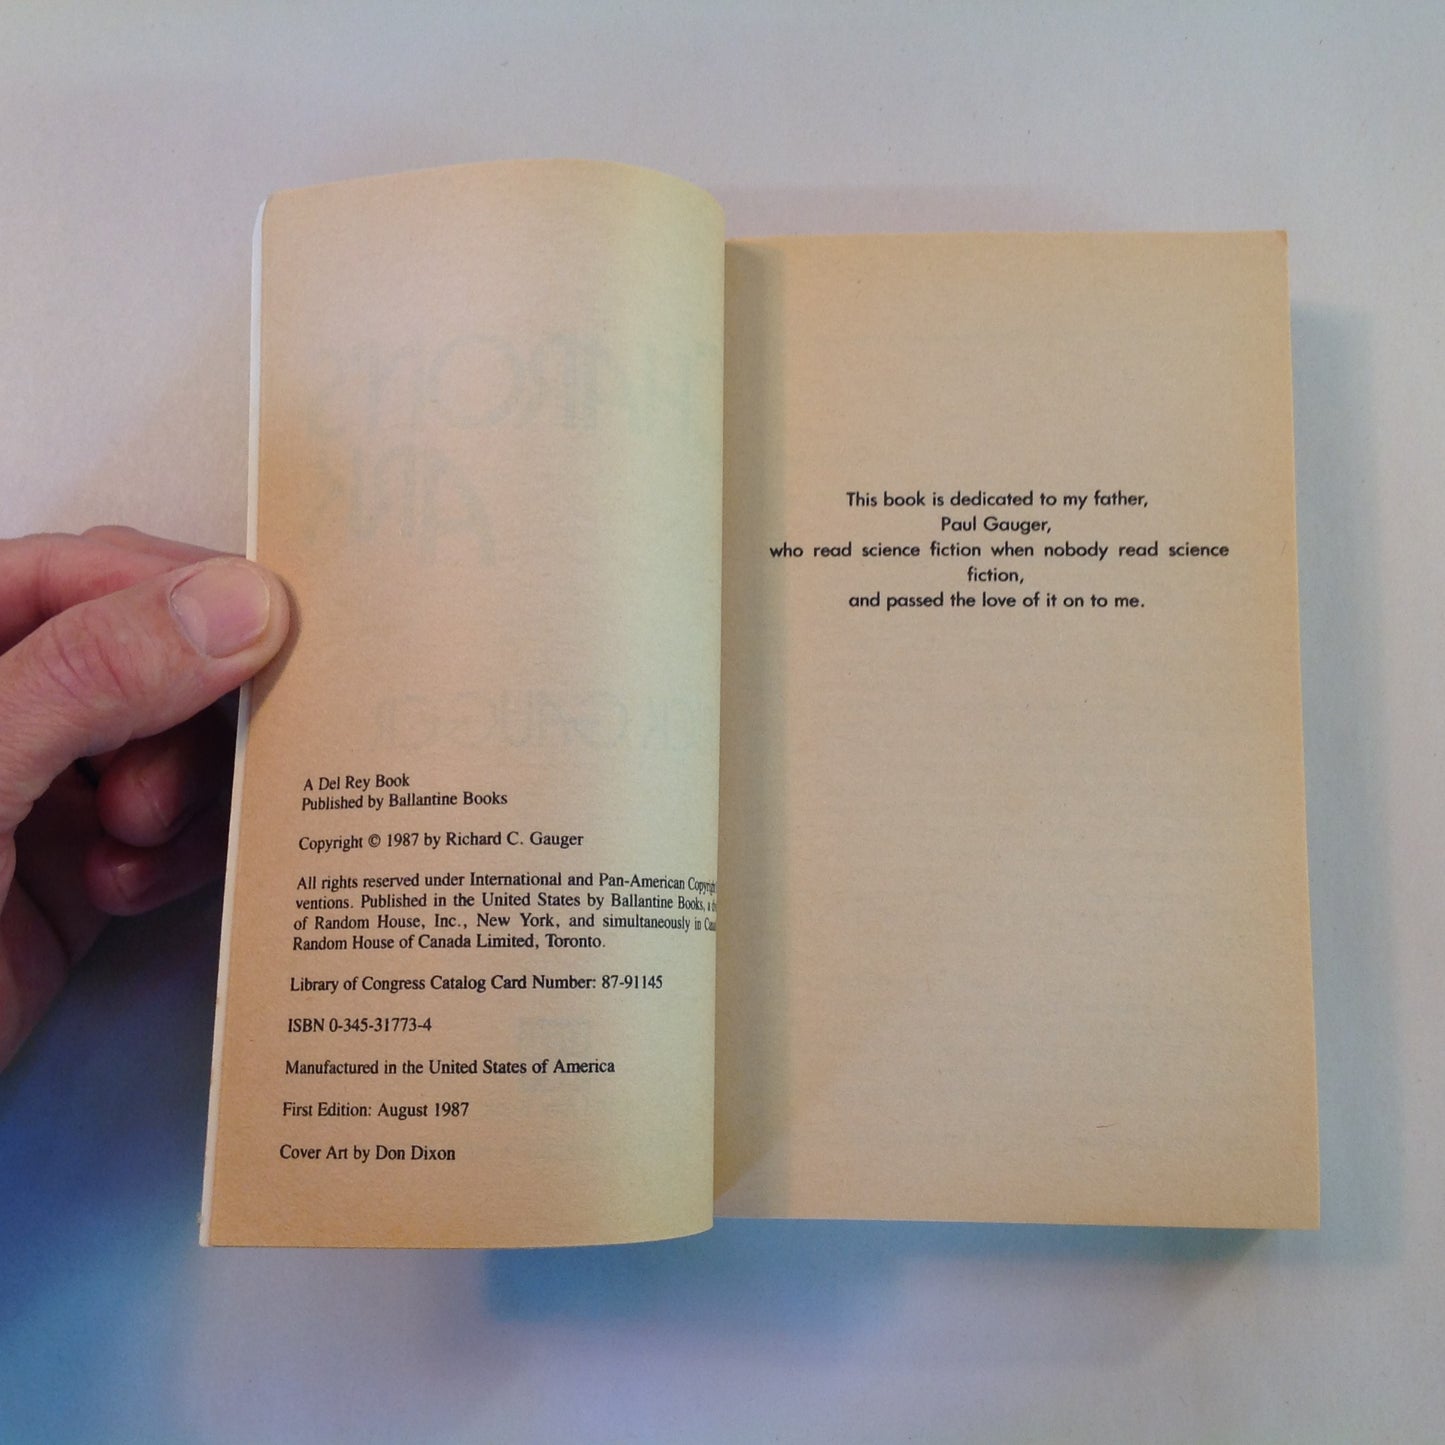 A Del Rey Book
Published by Ballantine Books
Copyright © 1987 by Richard C. Gauger
All rights reserved under International and Pan-American
ventions. Published in the United States by Ballantine Books, a
of Random House, Inc., New York, and simultaneously in
Random House of Canada Limited, Toronto.
Library of Congress Catalog Card Number: 87-91145
ISBN 0-345-31773-4
Manufactured in the United States of America
First Edition: August 1987
Cover Art by Don Dixon
This book is dedicated to my father,
Paul Gauger,
who read science fiction when nobody read science
fiction,
and passed the love of it on to me.